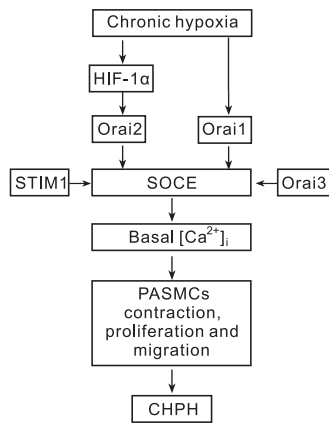 Chronic hypoxia
HIF-1α
Orai2
Orai1
STIM1
SOCE
Orai3
Basal [Ca²⁺]ᵢ
PASMCs
contraction,
proliferation and
migration
CHPH